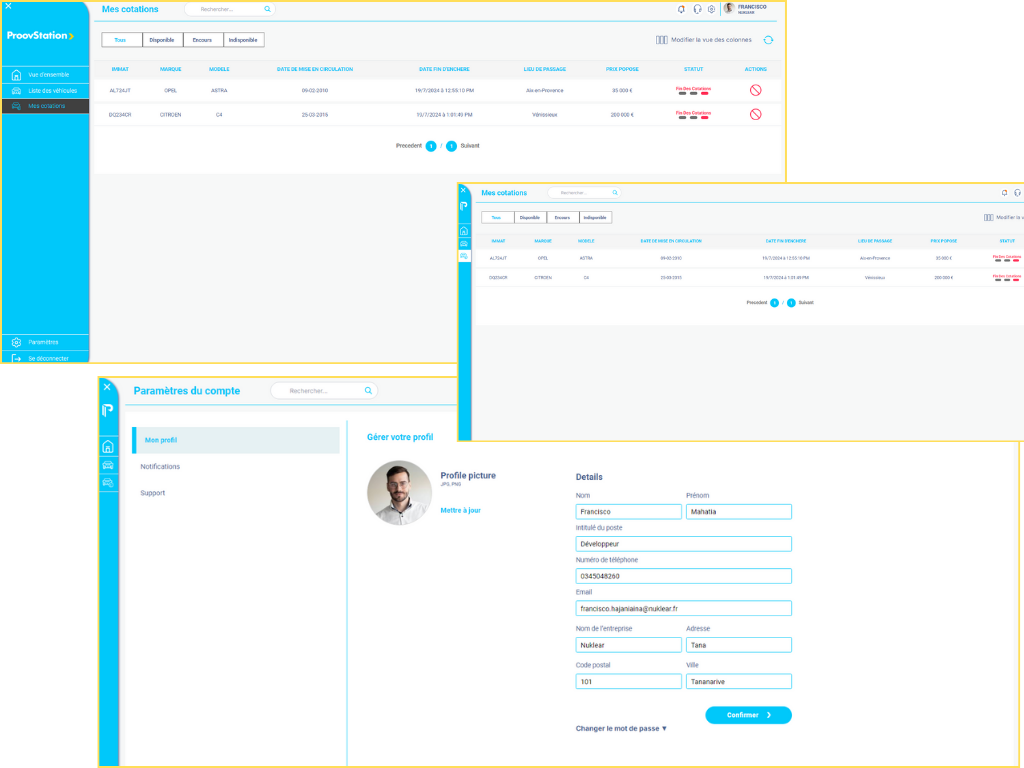 Mes cotations
Rechercher...
FRANCISCO
NUKLEAR
ProovStation
Tous Disponible Encours Indisponible
Modifier la vue des colonnes
Vue d'ensemble
Liste des véhicules
Mes cotations
IMMAT MARQUE MODELE DATE DE MISE EN CIRCULATION DATE FIN D'ENCHERE LIEU DE PASSAGE PRIX POPOSE STATUT ACTIONS
AL724JT OPEL ASTRA 09-02-2010 19/7/2024 à 12:55:10 PM Aix-en-Provence 35 000 € Fin Des Cotations
DQ234CR CITROEN C4 23-03-2015 19/7/2024 à 1:01:49 PM Vénissieux 200 000 € Fin Des Cotations
Precedent 1 / 1 Suivant
Paramètres
Se déconnecter
Mes cotations
Rechercher...
Tous Disponible Encours Indisponible
Modifier la v
IMMAT MARQUE MODELE DATE DE MISE EN CIRCULATION DATE FIN D'ENCHERE LIEU DE PASSAGE PRIX POPOSE STATUT
AL724JT OPEL ASTRA 09-02-2010 19/7/2024 à 12:55:10 PM Aix-en-Provence 35 000 € Fin Des Cotations
DQ234CR CITROEN C4 23-03-2015 19/7/2024 à 1:01:49 PM Vénissieux 200 000 € Fin Des Cotations
Precedent 1 / 1 Suivant
Paramètres du compte
Rechercher...
Mon profil
Notifications
Support
Gérer votre profil
Profile picture
JPG. PNG
Mettre à jour
Details
Nom Prénom
Francisco Mahatia
Intitulé du poste
Développeur
Numéro de téléphone
0345048260
Email
francisco.hajaniaina@nuklear.fr
Nom de l'entreprise Adresse
Nuklear Tana
Code postal Ville
101 Tananarive
Confirmer
Changer le mot de passe ▼